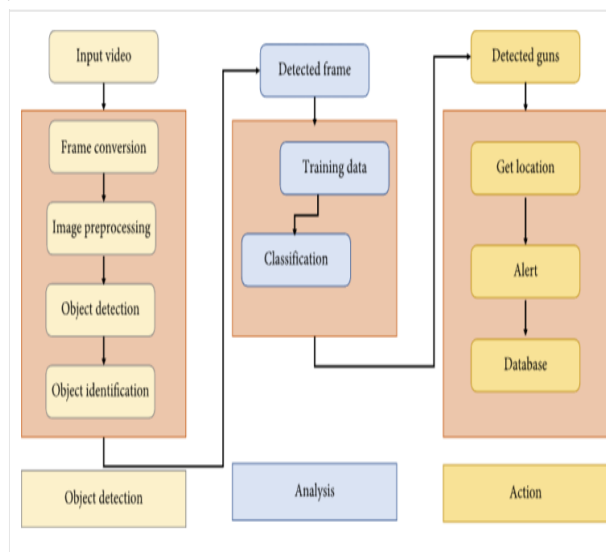 Input video
Frame conversion
Image preprocessing
Object detection
Object identification
Object detection
Detected frame
Training data
Classification
Analysis
Detected guns
Get location
Alert
Database
Action